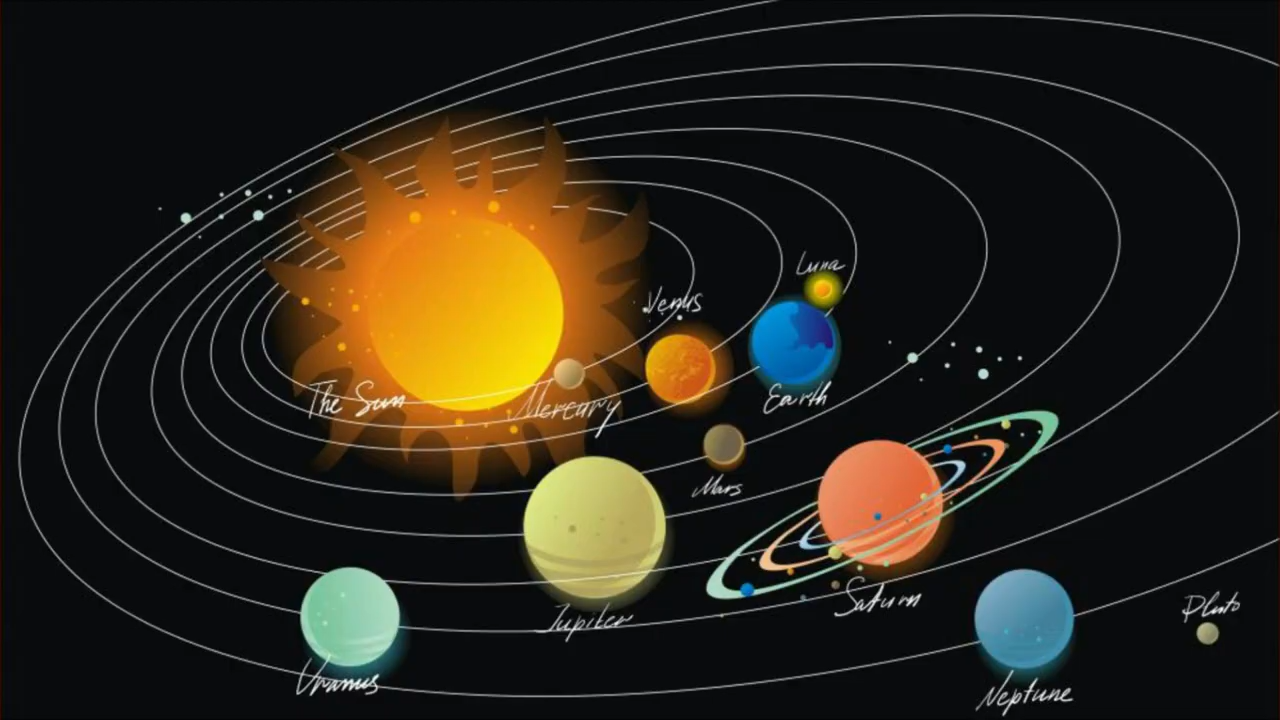 Luna
Venus
The Sun
Mercury
Earth
Mars
Jupiter
Saturn
Pluto
Uranus
Neptune